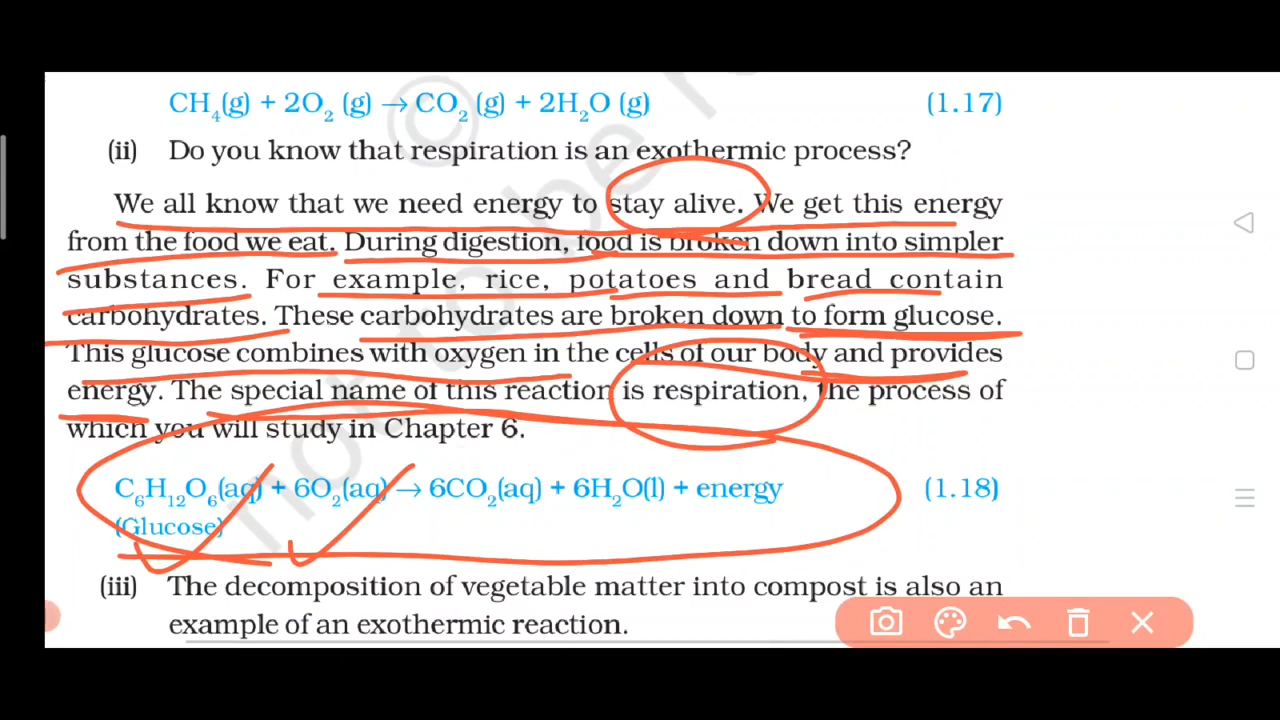 CH₄(g) + 2O₂ (g) → CO₂ (g) + 2H₂O (g) (1.17)
(ii) Do you know that respiration is an exothermic process?
We all know that we need energy to stay alive. We get this energy
from the food we eat. During digestion, food is broken down into simpler
substances. For example, rice, potatoes and bread contain
carbohydrates. These carbohydrates are broken down to form glucose.
This glucose combines with oxygen in the cells of our body and provides
energy. The special name of this reaction is respiration, the process of
which you will study in Chapter 6.
C₆H₁₂O₆(aq) + 6O₂(aq) → 6CO₂(aq) + 6H₂O(l) + energy (1.18)
(Glucose)
(iii) The decomposition of vegetable matter into compost is also an
example of an exothermic reaction.
© not to be r